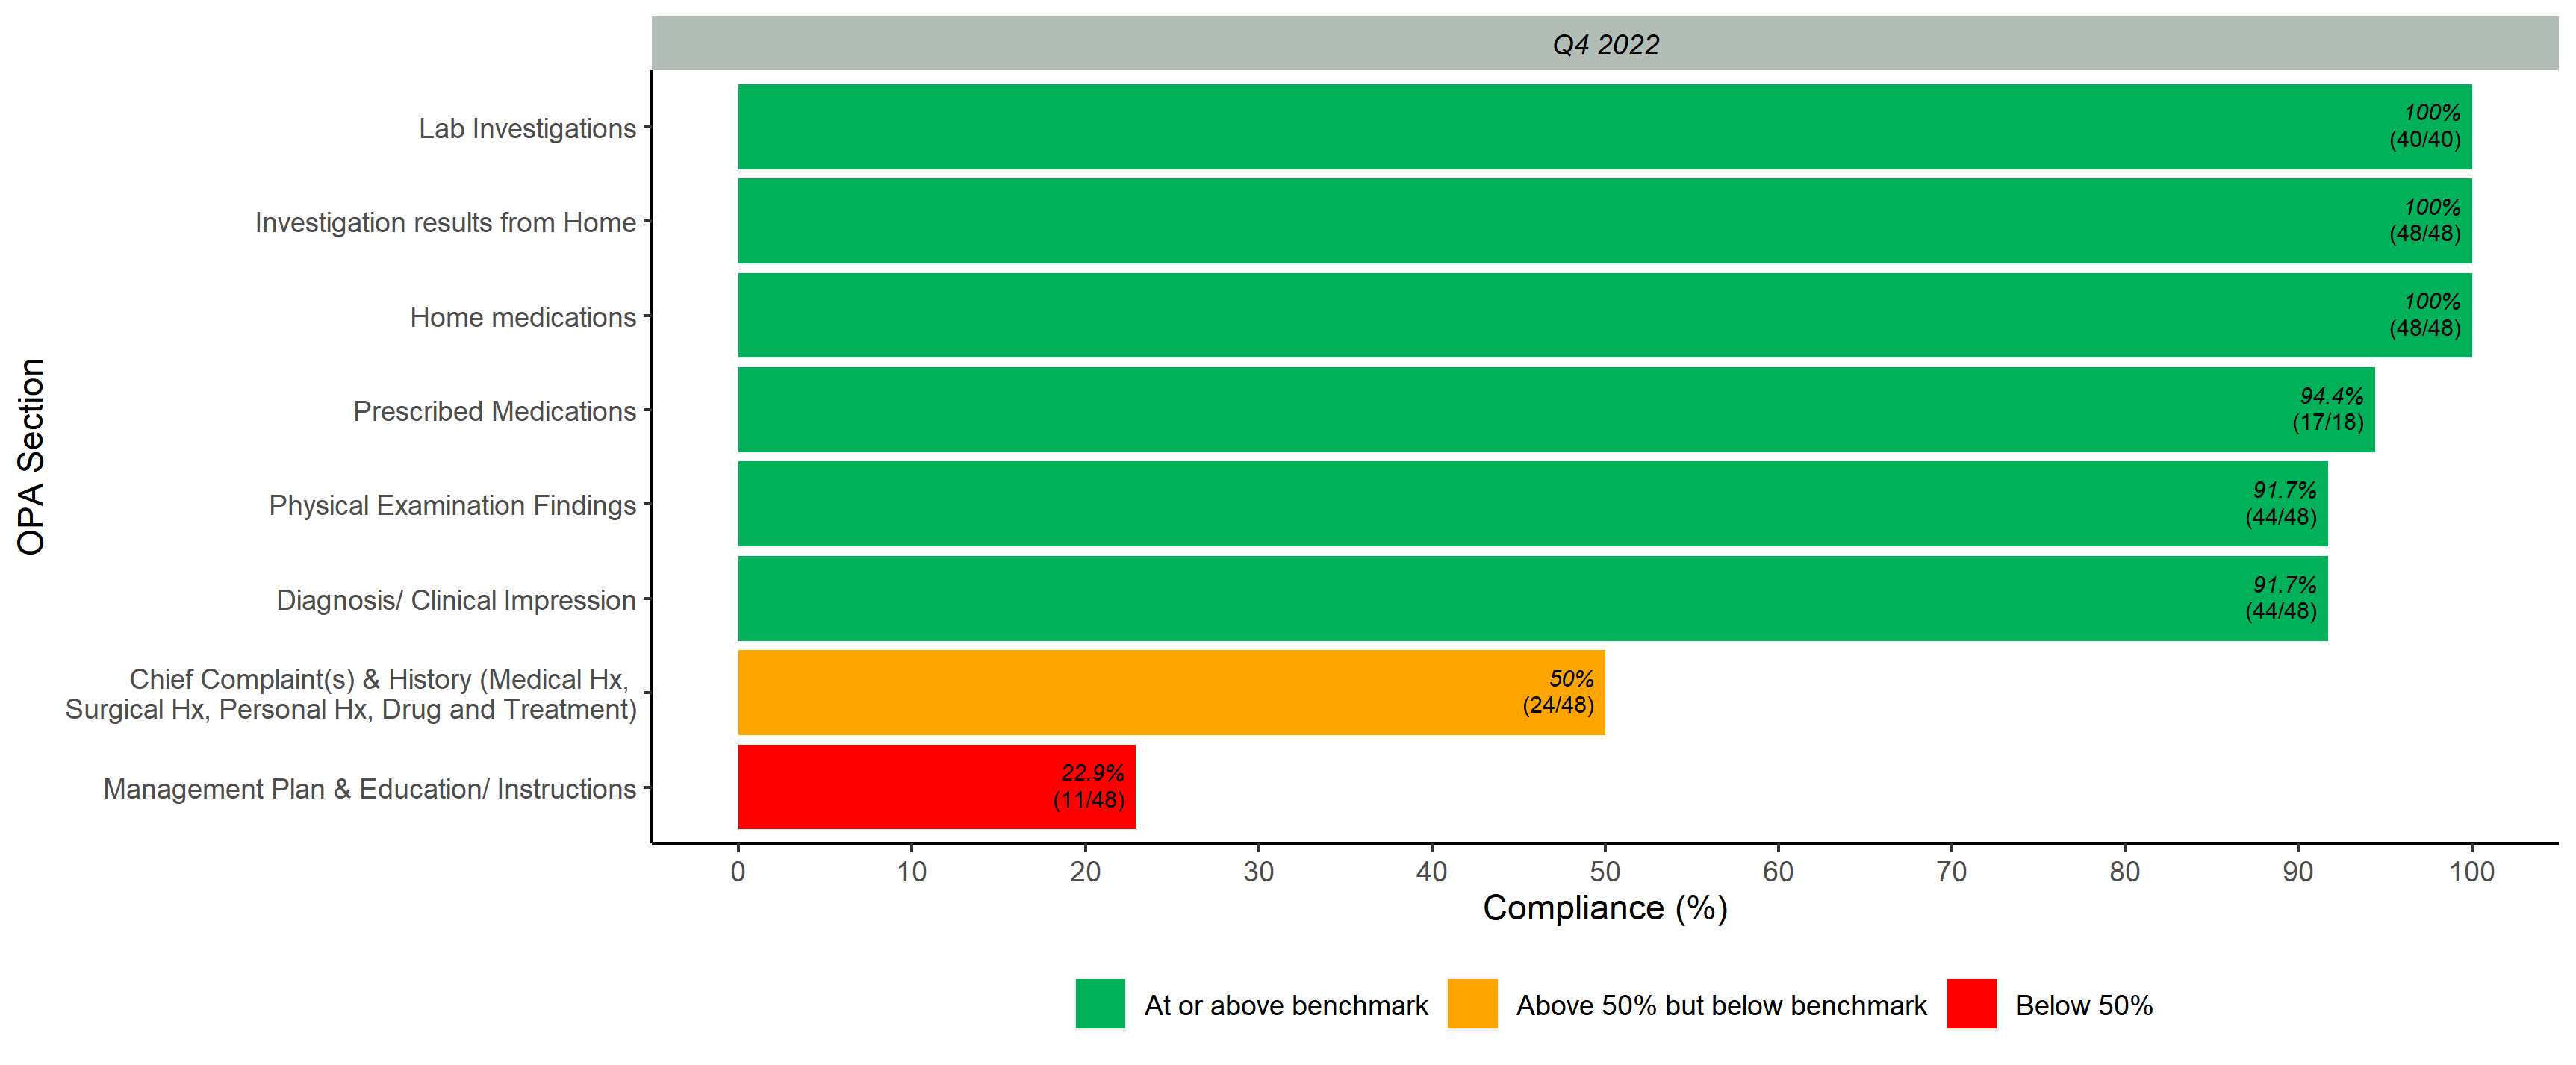 Q4 2022
OPA Section
Lab Investigations
100%
(40/40)
Investigation results from Home
100%
(48/48)
Home medications
100%
(48/48)
Prescribed Medications
94.4%
(17/18)
Physical Examination Findings
91.7%
(44/48)
Diagnosis/ Clinical Impression
91.7%
(44/48)
Chief Complaint(s) & History (Medical Hx,
Surgical Hx, Personal Hx, Drug and Treatment)
50%
(24/48)
Management Plan & Education/ Instructions
22.9%
(11/48)
0 10 20 30 40 50 60 70 80 90 100
Compliance (%)
At or above benchmark Above 50% but below benchmark Below 50%